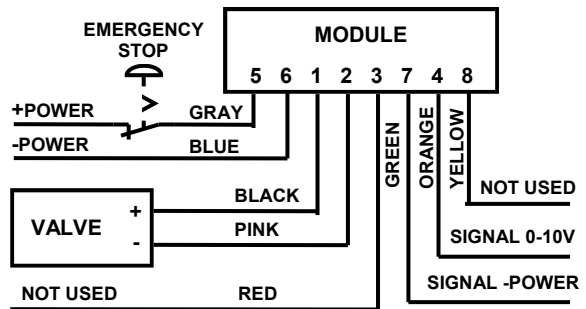 EMERGENCY
STOP
MODULE
5 6 1 2 3 7 4 8
+POWER
GRAY
-POWER
BLUE
GREEN
ORANGE
YELLOW
BLACK
NOT USED
VALVE
+
-
PINK
SIGNAL 0-10V
SIGNAL -POWER
NOT USED
RED